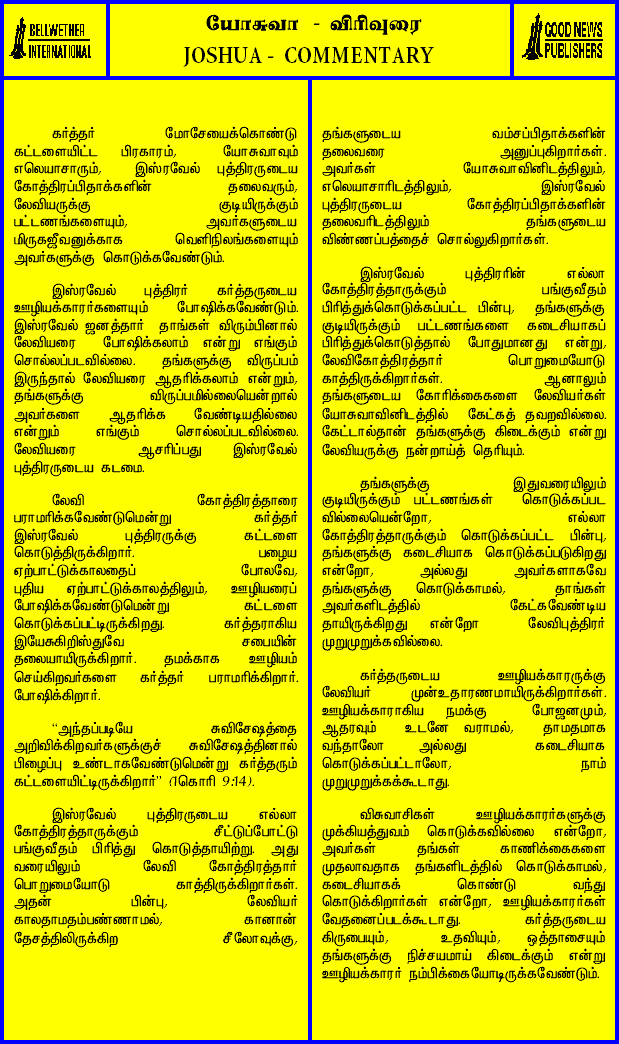 BELLWETHER
INTERNATIONAL
யோசுவா - விரிவுரை
JOSHUA - COMMENTARY
GOOD NEWS
PUBLISHERS
கர்த்தர் மோசேயைக்கொண்டு
கட்டளையிட்ட பிரகாரம், யோசுவாவும்
எலெயாசாரும், இஸ்ரவேல் புத்திரருடைய
கோத்திரப்பிதாக்களின் தலைவரும்,
லேவியருக்கு குடியிருக்கும்
பட்டணங்களையும், அவர்களுடைய
மிருகஜீவனுக்காக வெளிநிலங்களையும்
அவர்களுக்கு கொடுக்கவேண்டும்.
இஸ்ரவேல் புத்திரர் கர்த்தருடைய
ஊழியக்காரர்களையும் போஷிக்கவேண்டும்.
இஸ்ரவேல் ஜனத்தார் தாங்கள் விரும்பினால்
லேவியரை போஷிக்கலாம் என்று எங்கும்
சொல்லப்படவில்லை. தங்களுக்கு விருப்பம்
இருந்தால் லேவியரை ஆதரிக்கலாம் என்றும்,
தங்களுக்கு விருப்பமில்லையென்றால்
அவர்களை ஆதரிக்க வேண்டியதில்லை
என்றும் எங்கும் சொல்லப்படவில்லை.
லேவியரை ஆசரிப்பது இஸ்ரவேல்
புத்திரருடைய கடமை.
லேவி கோத்திரத்தாரை
பராமரிக்கவேண்டுமென்று கர்த்தர்
இஸ்ரவேல் புத்திரருக்கு கட்டளை
கொடுத்திருக்கிறார். பழைய
ஏற்பாட்டுக்காலதைப் போலவே,
புதிய ஏற்பாட்டுக்காலத்திலும், ஊழியரைப்
போஷிக்கவேண்டுமென்று கட்டளை
கொடுக்கப்பட்டிருக்கிறது. கர்த்தராகிய
இயேசுகிறிஸ்துவே சபையின்
தலையாயிருக்கிறார். தமக்காக ஊழியம்
செய்கிறவர்களை கர்த்தர் பராமரிக்கிறார்.
போஷிக்கிறார்.
“அந்தப்படியே சுவிசேஷத்தை
அறிவிக்கிறவர்களுக்குச் சுவிசேஷத்தினால்
பிழைப்பு உண்டாகவேண்டுமென்று கர்த்தரும்
கட்டளையிட்டிருக்கிறார்” (1கொரி 9:14).
இஸ்ரவேல் புத்திரருடைய எல்லா
கோத்திரத்தாருக்கும் சீட்டுப்போட்டு
பங்குவீதம் பிரித்து கொடுத்தாயிற்று. அது
வரையிலும் லேவி கோத்திரத்தார்
பொறுமையோடு காத்திருக்கிறார்கள்.
அதன் பின்பு, லேவியர்
காலதாமதம்பண்ணாமல், கானான்
தேசத்திலிருக்கிற சீலோவுக்கு,
தங்களுடைய வம்சப்பிதாக்களின்
தலைவரை அனுப்புகிறார்கள்.
அவர்கள் யோசுவாவினிடத்திலும்,
எலெயாசாரிடத்திலும், இஸ்ரவேல்
புத்திரருடைய கோத்திரப்பிதாக்களின்
தலைவரிடத்திலும் தங்களுடைய
விண்ணப்பத்தைச் சொல்லுகிறார்கள்.
இஸ்ரவேல் புத்திரரின் எல்லா
கோத்திரத்தாருக்கும் பங்குவீதம்
பிரித்துக்கொடுக்கப்பட்ட பின்பு, தங்களுக்கு
குடியிருக்கும் பட்டணங்களை கடைசியாகப்
பிரித்துக்கொடுத்தால் போதுமானது என்று,
லேவிகோத்திரத்தார் பொறுமையோடு
காத்திருக்கிறார்கள். ஆனாலும்
தங்களுடைய கோரிக்கைகளை லேவியர்கள்
யோசுவாவினிடத்தில் கேட்கத் தவறவில்லை.
கேட்டால்தான் தங்களுக்கு கிடைக்கும் என்று
லேவியருக்கு நன்றாய்த் தெரியும்.
தங்களுக்கு இதுவரையிலும்
குடியிருக்கும் பட்டணங்கள் கொடுக்கப்பட
வில்லையென்றோ, எல்லா
கோத்திரத்தாருக்கும் கொடுக்கப்பட்ட பின்பு,
தங்களுக்கு கடைசியாக கொடுக்கப்படுகிறது
என்றோ, அல்லது அவர்களாகவே
தங்களுக்கு கொடுக்காமல், தாங்கள்
அவர்களிடத்தில் கேட்கவேண்டிய
தாயிருக்கிறது என்றோ லேவிபுத்திரர்
முறுமுறுக்கவில்லை.
கர்த்தருடைய ஊழியக்காரருக்கு
லேவியர் முன்உதாரணமாயிருக்கிறார்கள்.
ஊழியக்காரராகிய நமக்கு போஜனமும்,
ஆதரவும் உடனே வராமல், தாமதமாக
வந்தாலோ அல்லது கடைசியாக
கொடுக்கப்பட்டாலோ, நாம்
முறுமுறுக்கக்கூடாது.
விசுவாசிகள் ஊழியக்காரர்களுக்கு
முக்கியத்துவம் கொடுக்கவில்லை என்றோ,
அவர்கள் தங்கள் காணிக்கைகளை
முதலாவதாக தங்களிடத்தில் கொடுக்காமல்,
கடைசியாகக் கொண்டு வந்து
கொடுக்கிறார்கள் என்றோ, ஊழியக்காரர்கள்
வேதனைப்படக்கூடாது. கர்த்தருடைய
கிருபையும், உதவியும், ஒத்தாசையும்
தங்களுக்கு நிச்சயமாய் கிடைக்கும் என்று
ஊழியக்காரர் நம்பிக்கையோடிருக்கவேண்டும்.